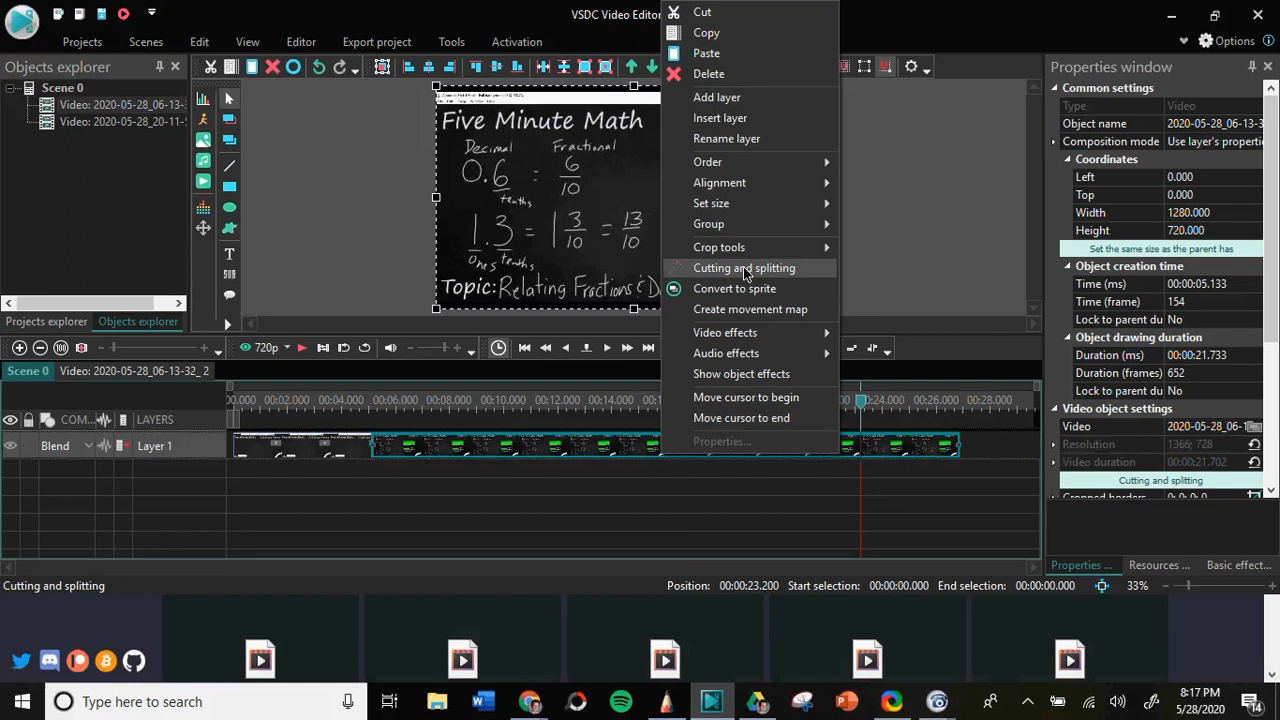 VSDC Video Editor
Projects
Scenes
Edit
View
Editor
Export project
Tools
Activation
Options
Cut
Copy
Paste
Delete
Add layer
Insert layer
Rename layer
Order
Alignment
Set size
Group
Crop tools
Cutting and splitting
Convert to sprite
Create movement map
Video effects
Audio effects
Show object effects
Move cursor to begin
Move cursor to end
Properties...
Objects explorer
Scene 0
Video: 2020-05-28_06-13-
Video: 2020-05-28_20-11-
Projects explorer
Objects explorer
Five Minute Math
Decimal Fractional
0.6 = 6/10
tenths
1.3 = 1 3/10 = 13/10
ones tenths
Topic: Relating Fractions & D
Properties window
Common settings
Type Video
Object name 2020-05-28_06-13-3
Composition mode Use layer's properti
Coordinates
Left 0.000
Top 0.000
Width 1280.000
Height 720.000
Set the same size as the parent has
Object creation time
Time (ms) 00:00:05.133
Time (frame) 154
Lock to parent du No
Object drawing duration
Duration (ms) 00:00:21.733
Duration (frames) 652
Lock to parent du No
Video object settings
Video 2020-05-28_06-1
Resolution 1366; 728
Video duration 00:00:21.702
Cutting and splitting
Cropped borders 0; 0; 0; 0
Properties ...
Resources ...
Basic effect...
720p
Scene 0
Video: 2020-05-28_06-13-32_ 2
00.000
00:06.000
00:08.000
00:10.000
00:12.000
00:14.000
00:16.000
0:24.000
00:26.000
00:28.000
COM...
LAYERS
Blend
Layer 1
Cutting and splitting
Position: 00:00:23.200
Start selection: 00:00:00.000
End selection: 00:00:00.000
33%
Type here to search
8:17 PM
5/28/2020
14